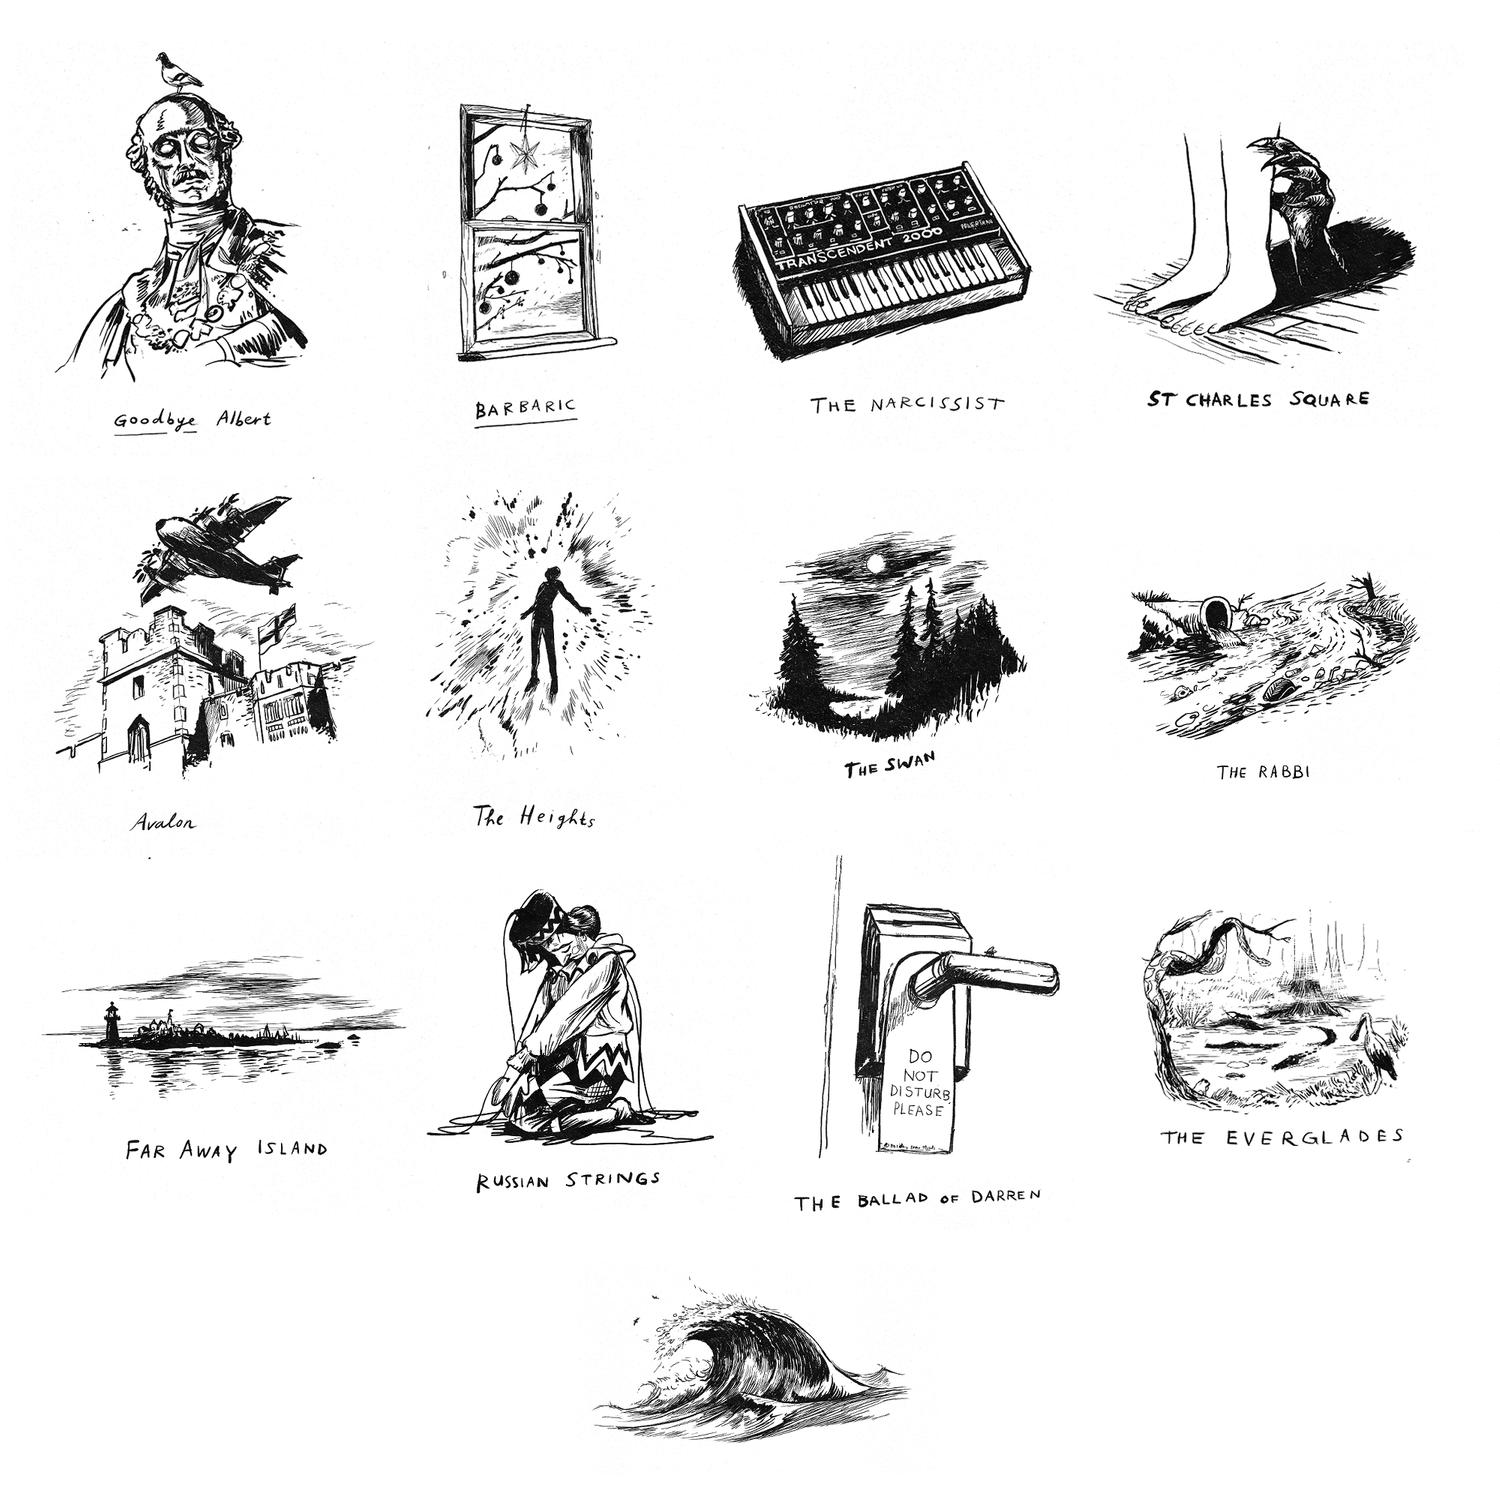 TRANSCENDENT 2000
Goodbye Albert
BARBARIC
THE NARCISSIST
ST CHARLES SQUARE
Avalon
The Heights
THE SWAN
THE RABBI
DO
NOT
DISTURB
PLEASE
FAR AWAY ISLAND
RUSSIAN STRINGS
THE BALLAD OF DARREN
THE EVERGLADES